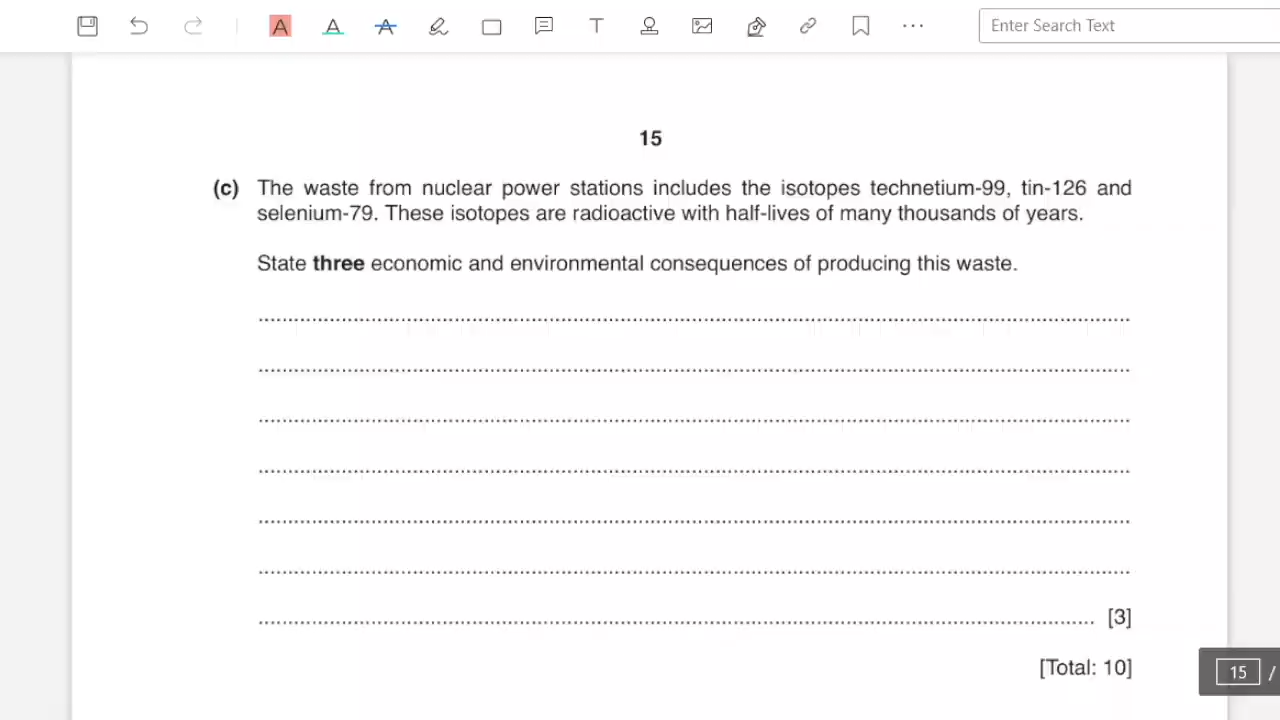 Enter Search Text
15
(c) The waste from nuclear power stations includes the isotopes technetium-99, tin-126 and
selenium-79. These isotopes are radioactive with half-lives of many thousands of years.
State three economic and environmental consequences of producing this waste.
[3]
[Total: 10]
15 /